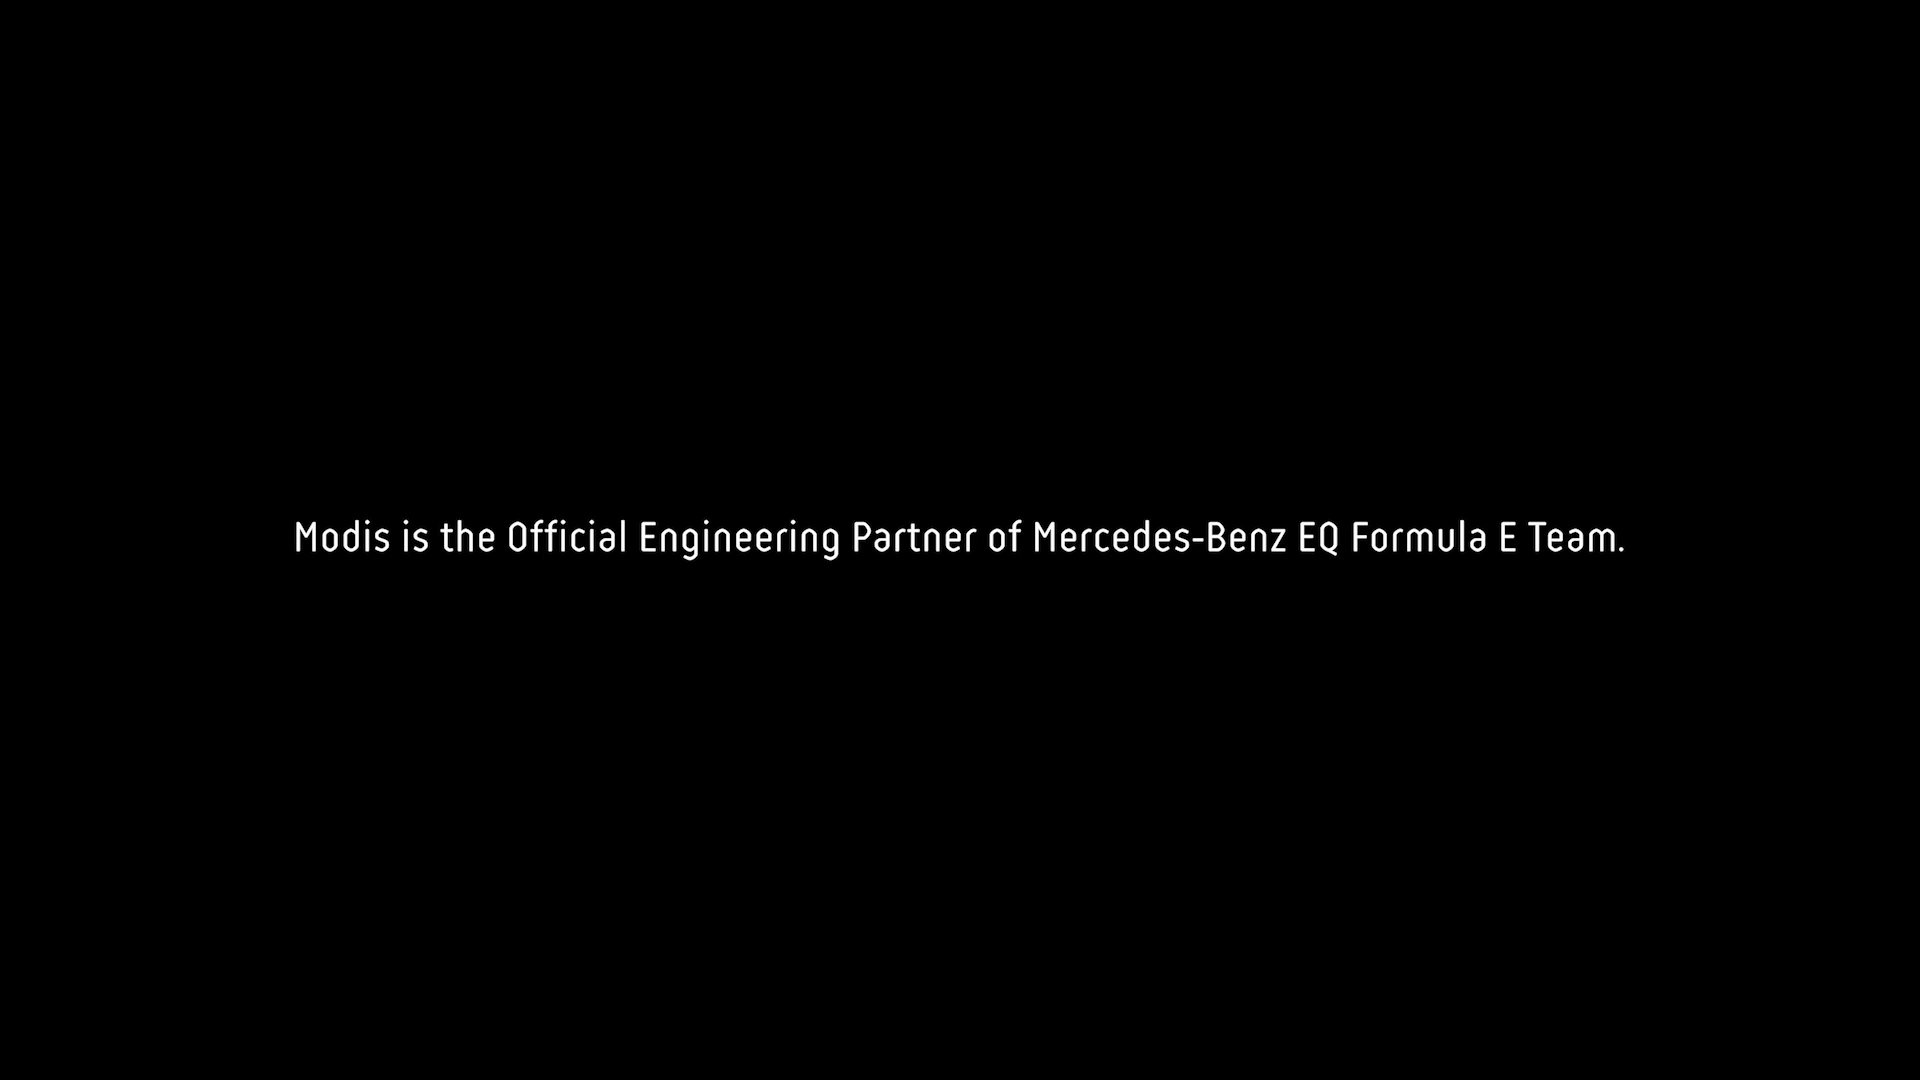 Modis is the Official Engineering Partner of Mercedes-Benz EQ Formula E Team.